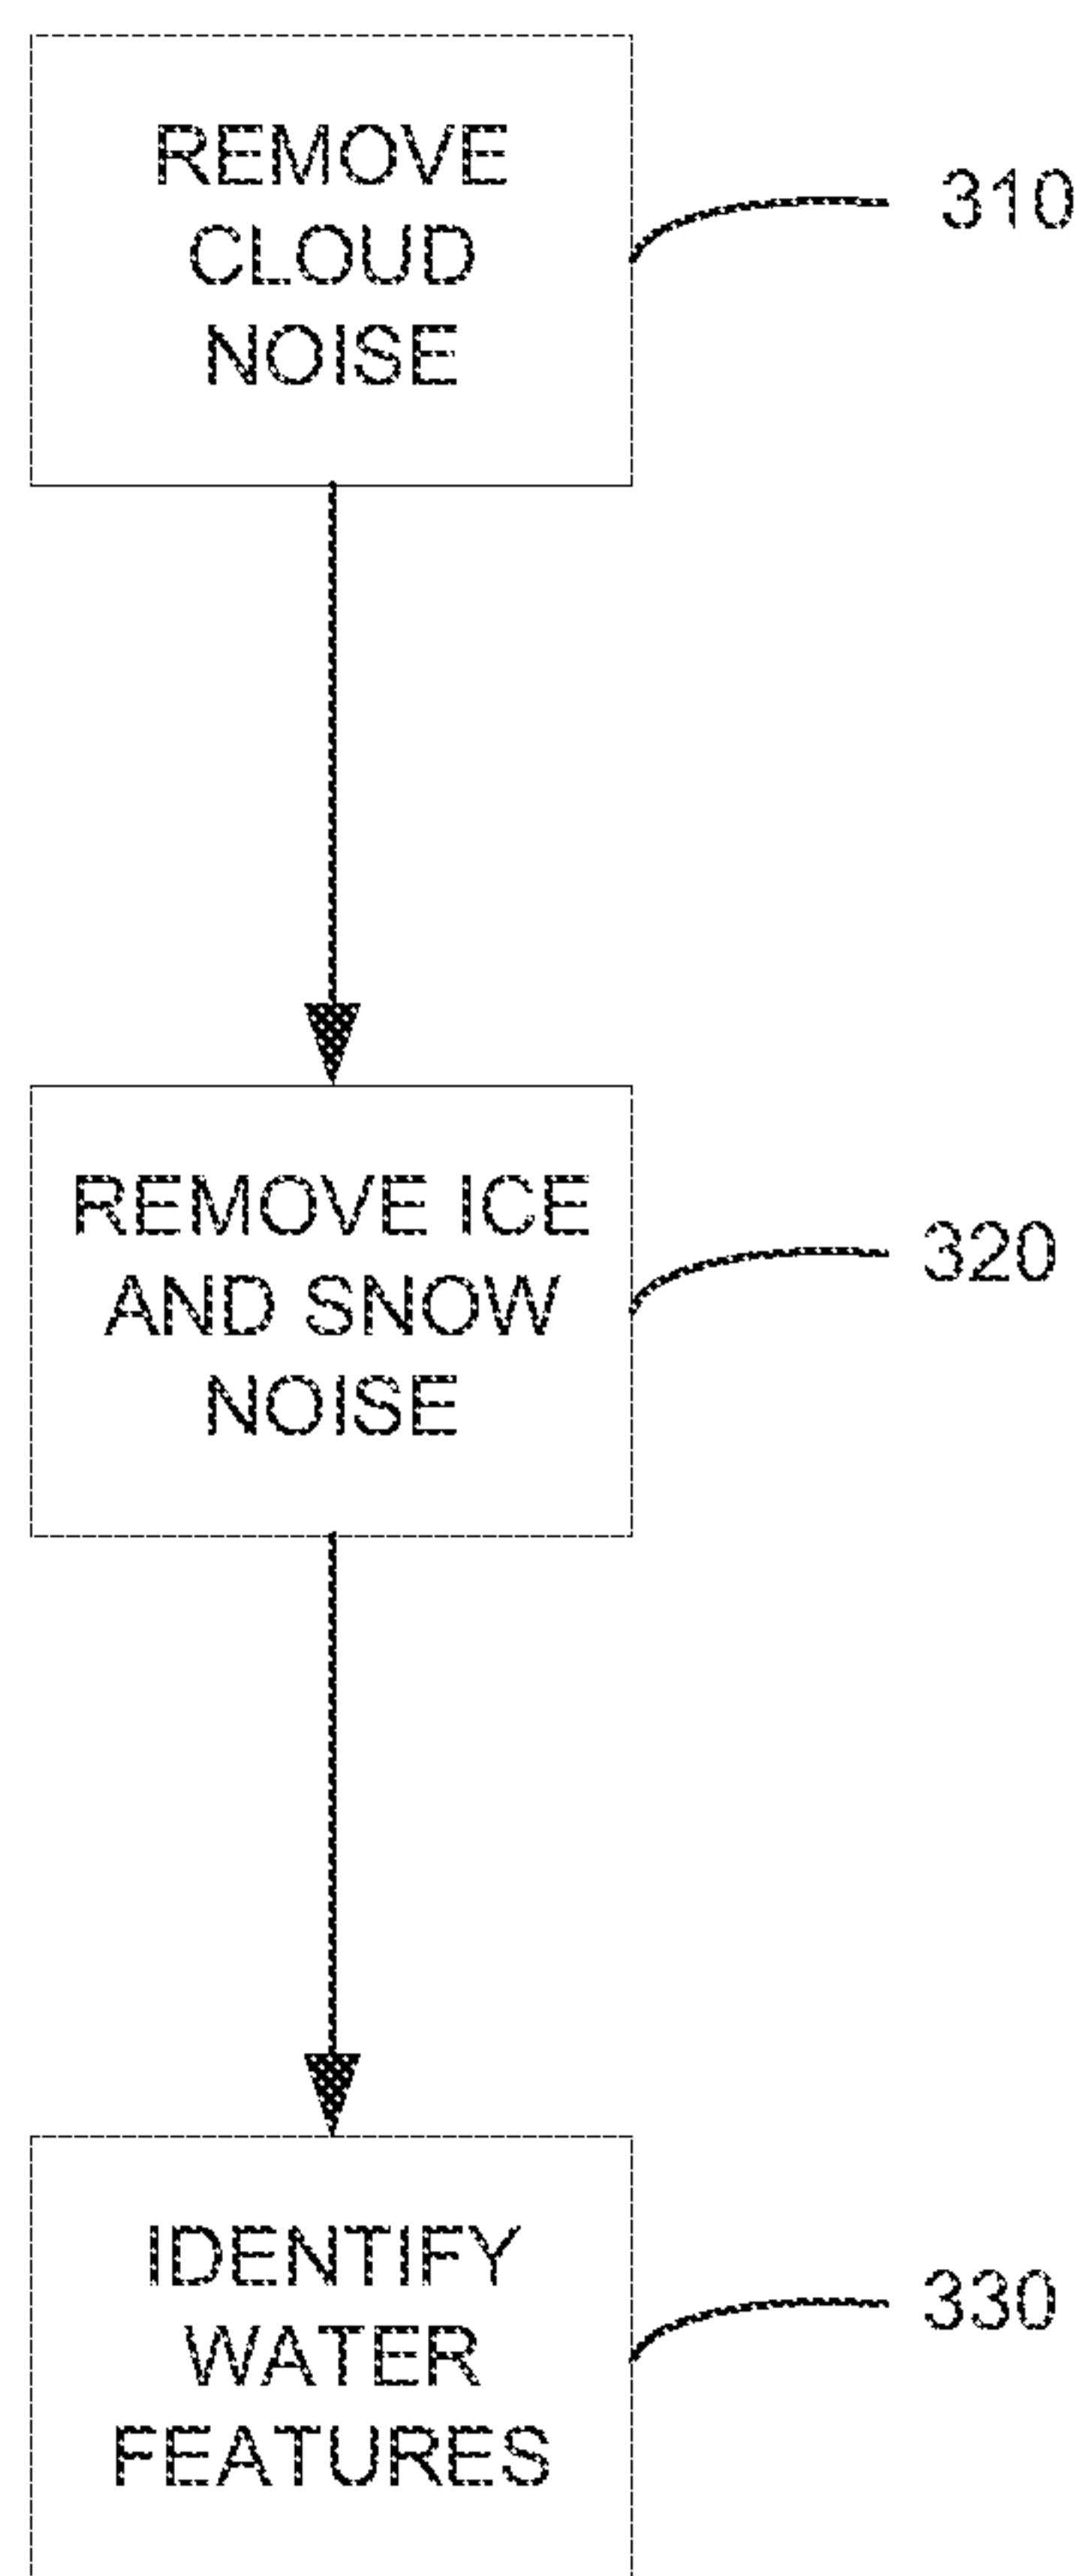 REMOVE
CLOUD
NOISE
310
REMOVE ICE
AND SNOW
NOISE
320
IDENTIFY
WATER
FEATURES
330